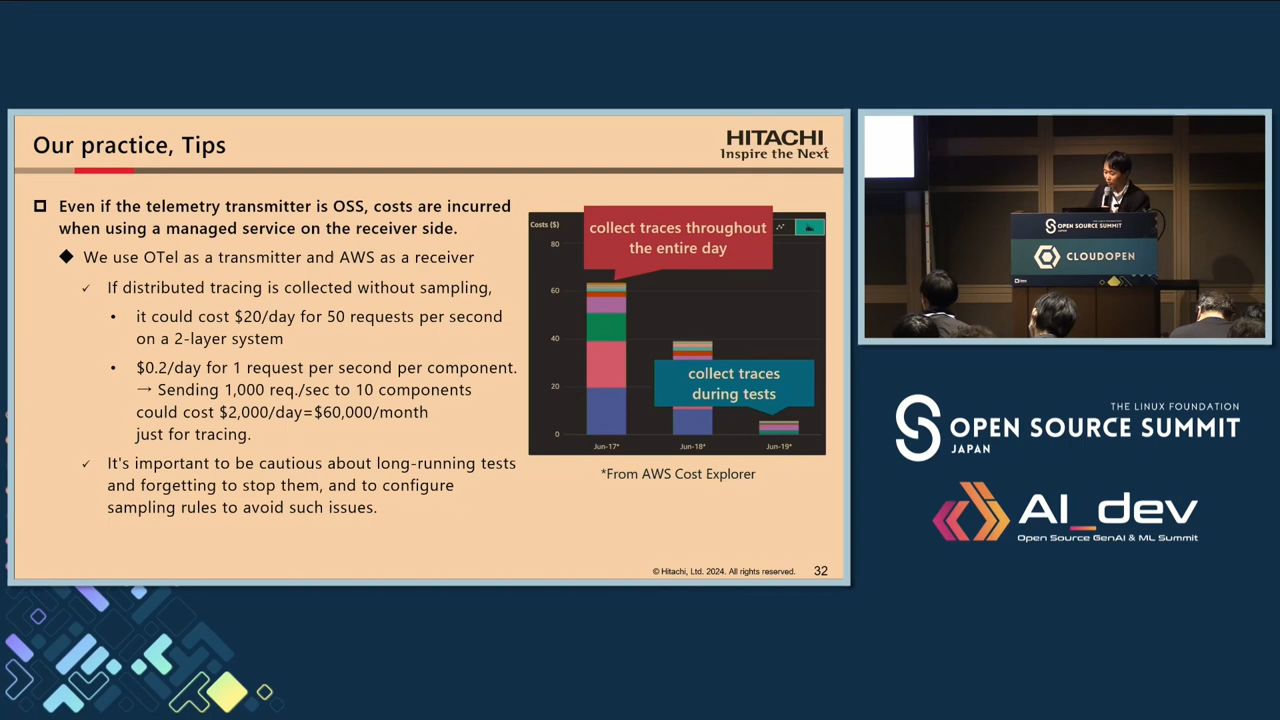 Our practice, Tips
HITACHI
Inspire the Next
Even if the telemetry transmitter is OSS, costs are incurred
when using a managed service on the receiver side.
We use OTel as a transmitter and AWS as a receiver
If distributed tracing is collected without sampling,
it could cost $20/day for 50 requests per second
on a 2-layer system
$0.2/day for 1 request per second per component.
→ Sending 1,000 req./sec to 10 components
could cost $2,000/day=$60,000/month
just for tracing.
It's important to be cautious about long-running tests
and forgetting to stop them, and to configure
sampling rules to avoid such issues.
Costs ($)
80
60
40
20
0
collect traces throughout
the entire day
collect traces
during tests
Jun-17*
Jun-18*
Jun-19*
*From AWS Cost Explorer
© Hitachi, Ltd. 2024. All rights reserved.
32
THE LINUX FOUNDATION
OPEN SOURCE SUMMIT
JAPAN
CLOUDOPEN
THE LINUX FOUNDATION
OPEN SOURCE SUMMIT
JAPAN
AI_dev
Open Source GenAI & ML Summit